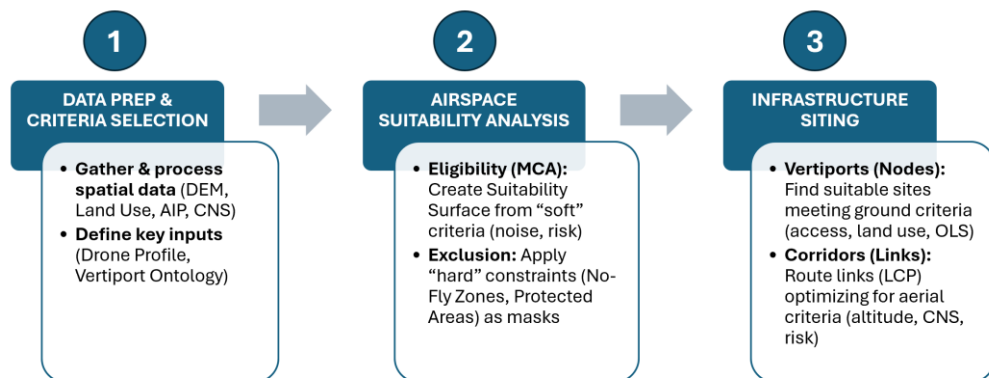 1
DATA PREP &
CRITERIA SELECTION
• Gather & process
spatial data (DEM,
Land Use, AIP, CNS)
• Define key inputs
(Drone Profile,
Vertiport Ontology)
2
AIRSPACE
SUITABILITY ANALYSIS
• Eligibility (MCA):
Create Suitability
Surface from “soft”
criteria (noise, risk)
• Exclusion: Apply
“hard” constraints (No-
Fly Zones, Protected
Areas) as masks
3
INFRASTRUCTURE
SITING
• Vertiports (Nodes):
Find suitable sites
meeting ground criteria
(access, land use, OLS)
• Corridors (Links):
Route links (LCP)
optimizing for aerial
criteria (altitude, CNS,
risk)